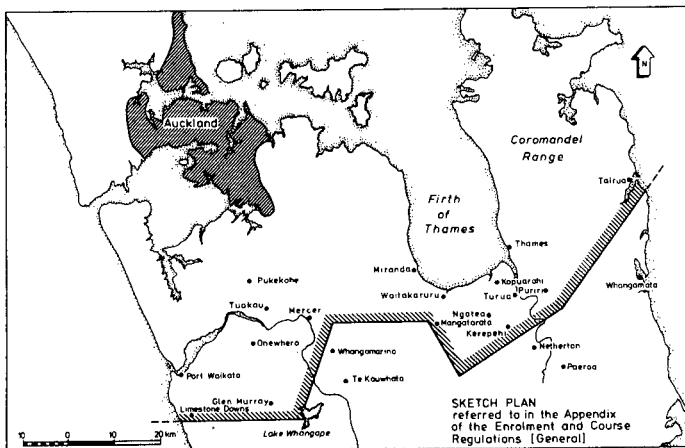 N
Auckland
Coromandel
Range
Tairua
Firth
of
Thames
Thames
Miranda
Kopuarahi
Whangamata
Pukekohe
Waitakaruru
Turua
Puriri
Tuakau
Mercer
Ngatea
Mangatarata
Kerepehi
Onewhero
Whangamarino
Netherton
Paeroa
Port Waikato
Te Kauwhata
Glen Murray
Limestone Downs
Lake Whangape
10 0 10 20 km
SKETCH PLAN
referred to in the Appendix
of the Enrolment and Course
Regulations [General]